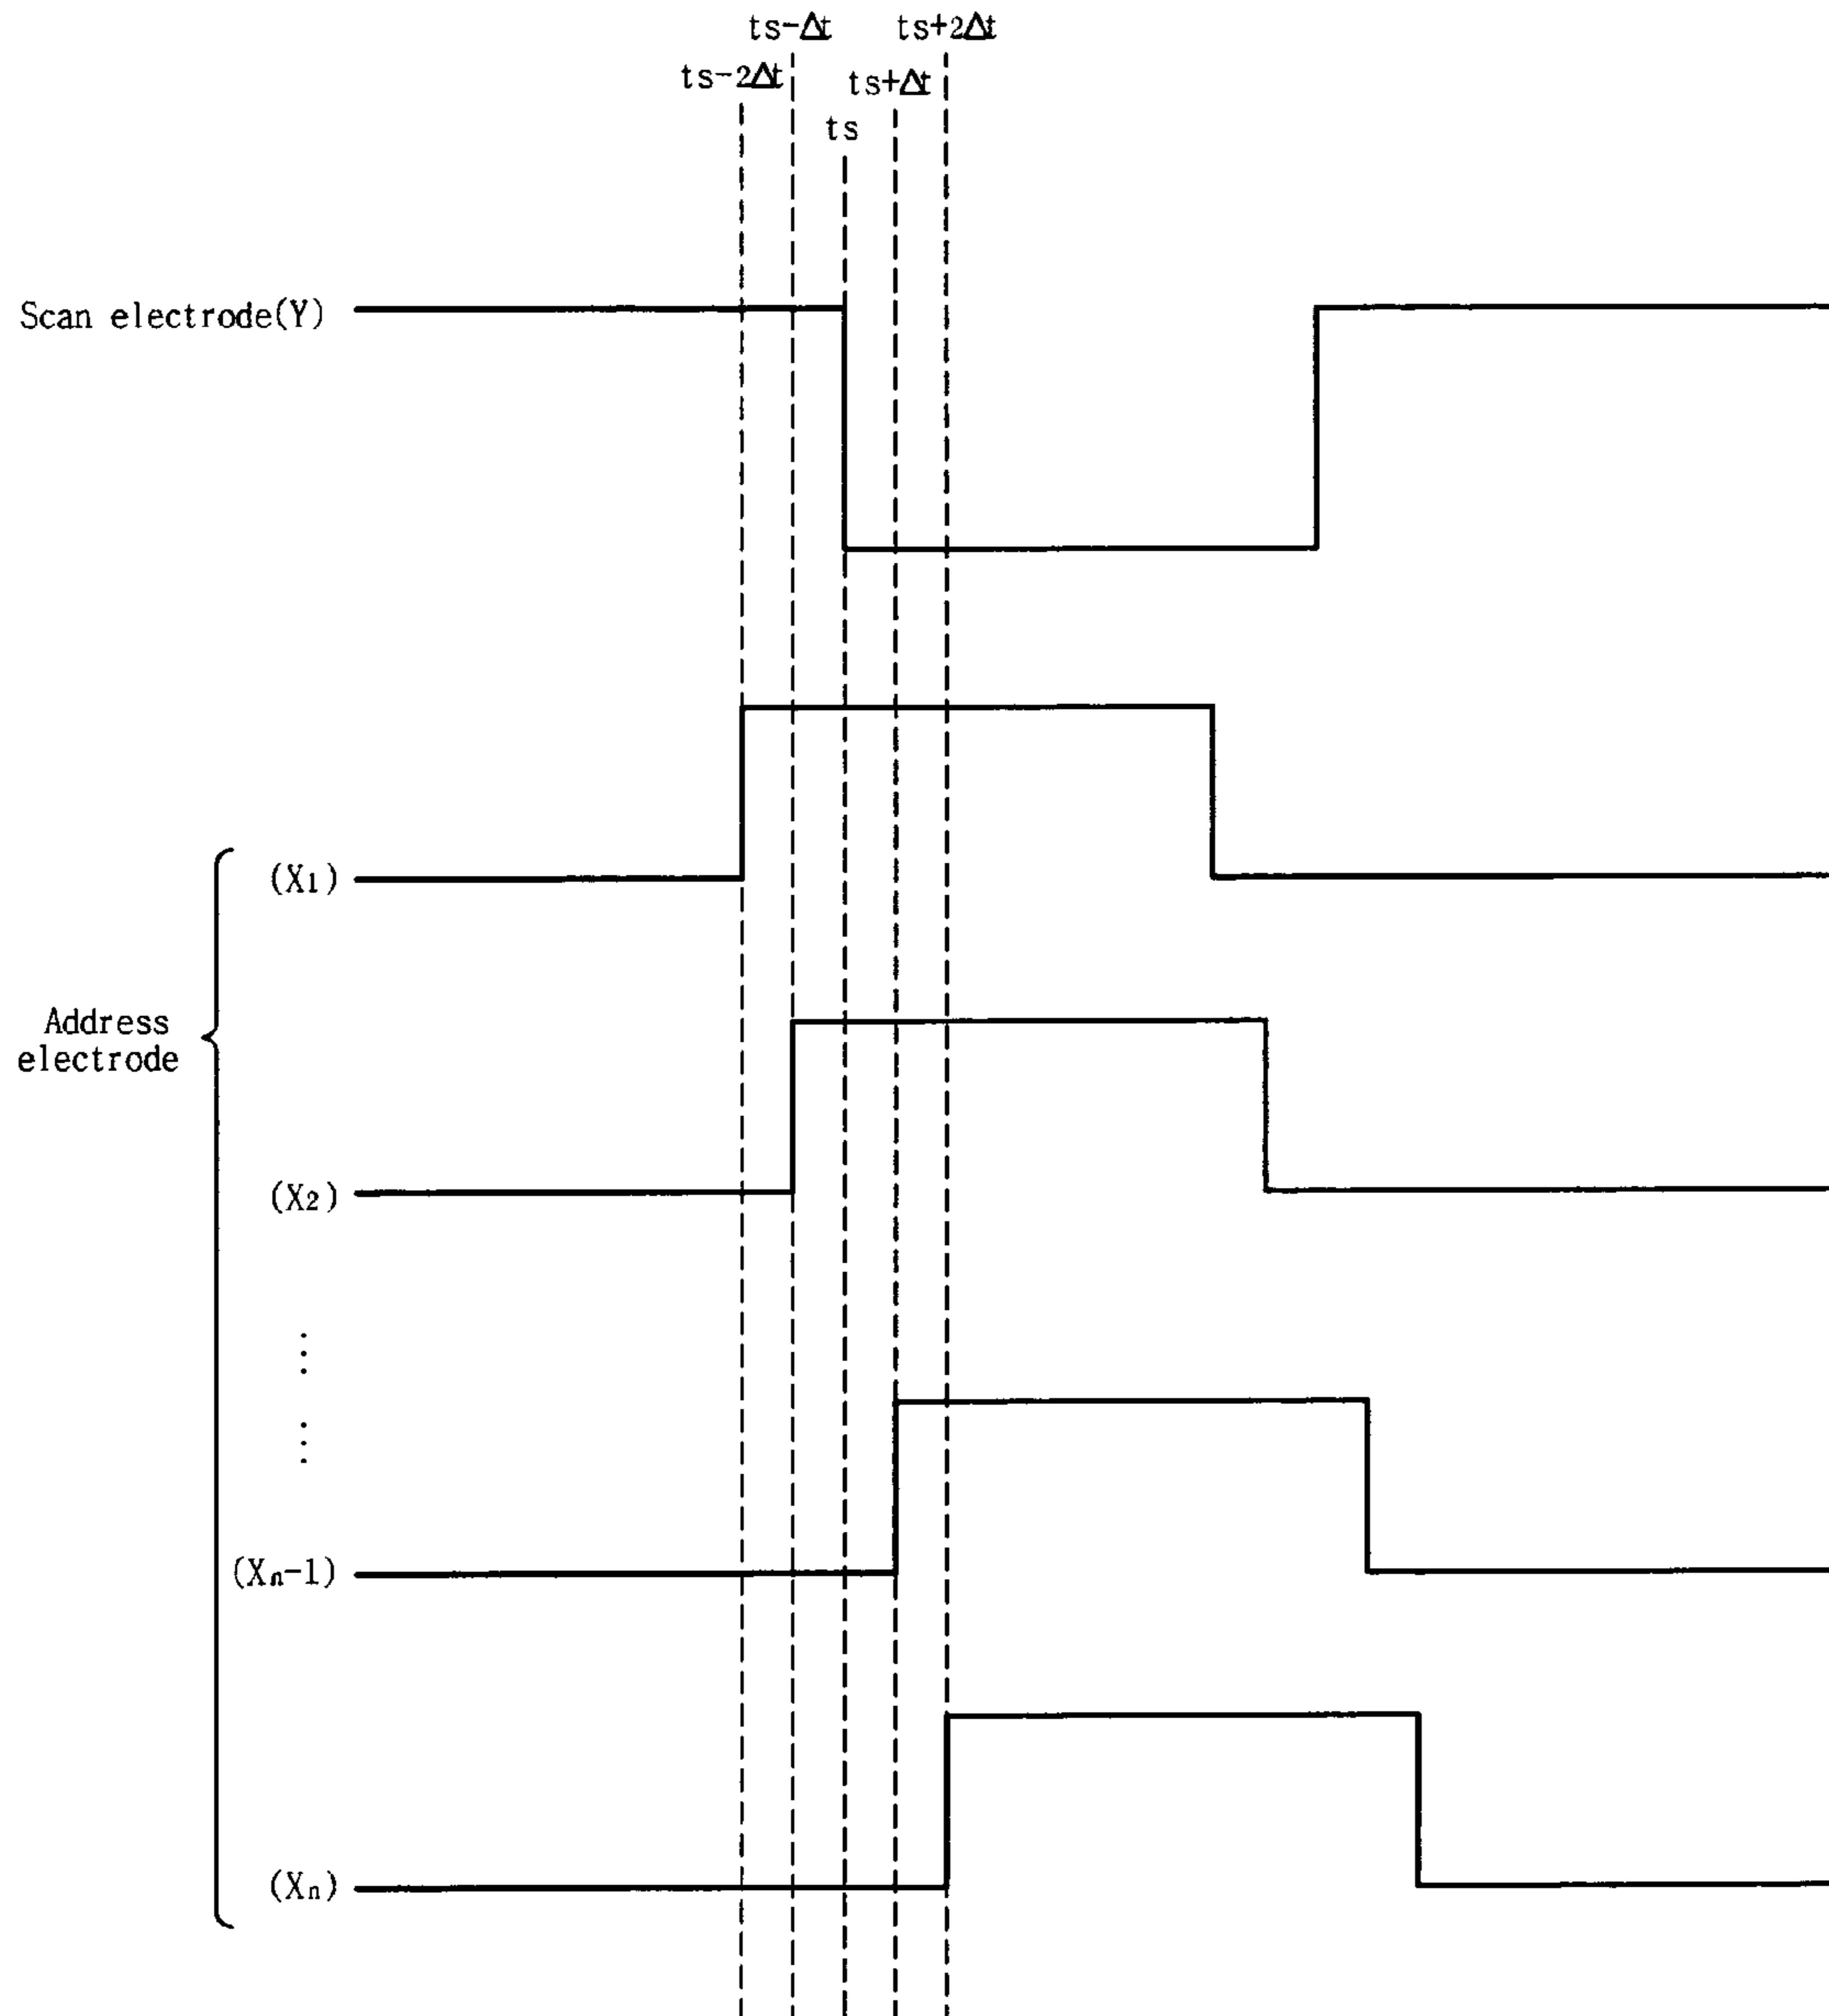 ts-Δt ts+2Δt
ts-2Δt ts+Δt
ts
Scan electrode(Y)
(X1)
Address
electrode
(X2)
(Xn-1)
(Xn)